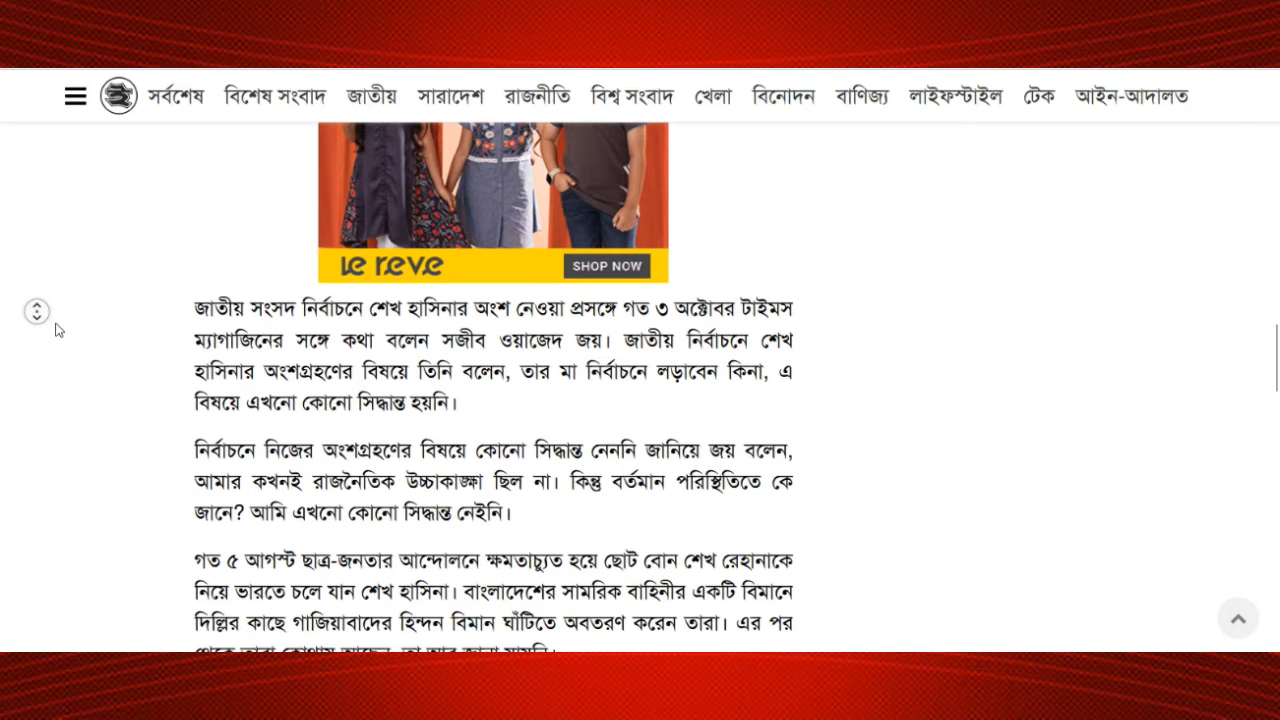 সর্বশেষ বিশেষ সংবাদ জাতীয় সারাদেশ রাজনীতি বিশ্ব সংবাদ খেলা বিনোদন বাণিজ্য লাইফস্টাইল টেক আইন-আদালত
le reve SHOP NOW
জাতীয় সংসদ নির্বাচনে শেখ হাসিনার অংশ নেওয়া প্রসঙ্গে গত ৩ অক্টোবর টাইমস
ম্যাগাজিনের সঙ্গে কথা বলেন সজীব ওয়াজেদ জয়। জাতীয় নির্বাচনে শেখ
হাসিনার অংশগ্রহণের বিষয়ে তিনি বলেন, তার মা নির্বাচনে লড়াবেন কিনা, এ
বিষয়ে এখনো কোনো সিদ্ধান্ত হয়নি।
নির্বাচনে নিজের অংশগ্রহণের বিষয়ে কোনো সিদ্ধান্ত নেননি জানিয়ে জয় বলেন,
আমার কখনই রাজনৈতিক উচ্চাকাঙ্ক্ষা ছিল না। কিন্তু বর্তমান পরিস্থিতিতে কে
জানে? আমি এখনো কোনো সিদ্ধান্ত নেইনি।
গত ৫ আগস্ট ছাত্র-জনতার আন্দোলনে ক্ষমতাচ্যুত হয়ে ছোট বোন শেখ রেহানাকে
নিয়ে ভারতে চলে যান শেখ হাসিনা। বাংলাদেশের সামরিক বাহিনীর একটি বিমানে
দিল্লির কাছে গাজিয়াবাদের হিন্দন বিমান ঘাঁটিতে অবতরণ করেন তারা। এর পর